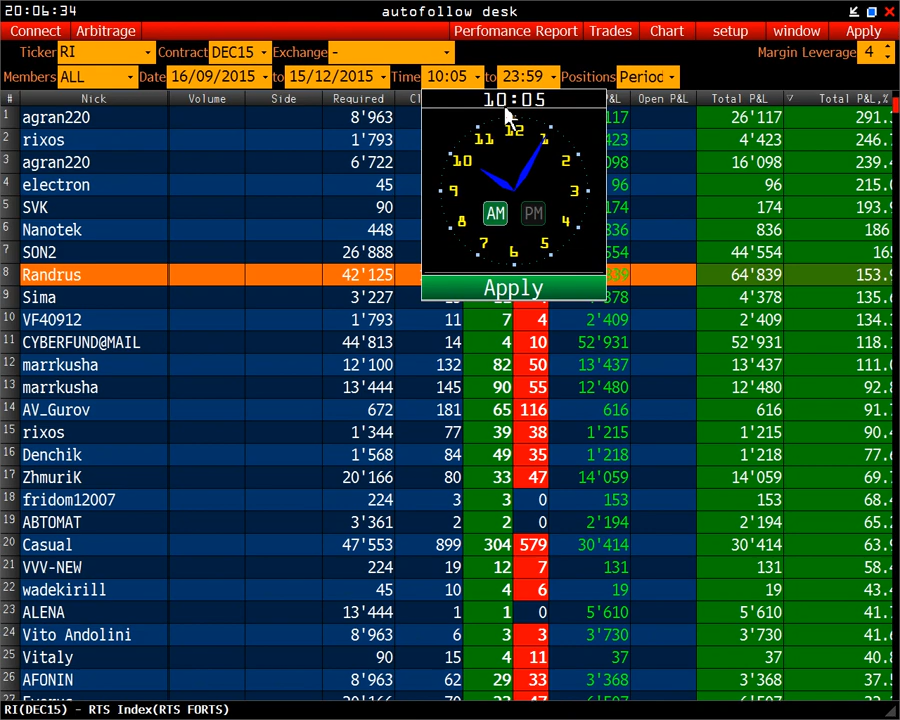 20:06:34 autofollow desk
Connect Arbitrage Perfomance Report Trades Chart setup window Apply
Ticker RI Contract DEC15 Exchange - Margin Leverage 4
Members ALL Date 16/09/2015 to 15/12/2015 Time 10:05 to 23:59 Positions Period
# Nick Volume Side Required Cl P&L Open P&L Total P&L Total P&L,%
10:05
12
1
2
3
4
5
6
7
8
9
10
11
AM PM
Apply
1 agran220 8'963 117 26'117 291.
2 rixos 1'793 423 4'423 246.
3 agran220 6'722 098 16'098 239.
4 electron 45 96 96 215.
5 SVK 90 174 174 193.
6 Nanotek 448 836 836 186
7 SON2 26'888 554 44'554 16
8 Randrus 42'125 839 64'839 153.
9 Sima 3'227 378 4'378 135.
10 VF40912 1'793 11 7 4 2'409 2'409 134.
11 CYBERFUND@MAIL 44'813 14 4 10 52'931 52'931 118.
12 marrkusha 12'100 132 82 50 13'437 13'437 111.
13 marrkusha 13'444 145 90 55 12'480 12'480 92.
14 AV_Gurov 672 181 65 116 616 616 91.
15 rixos 1'344 77 39 38 1'215 1'215 90.
16 Denchik 1'568 84 49 35 1'218 1'218 77.
17 ZhmuriK 20'166 80 33 47 14'059 14'059 69.
18 fridom12007 224 3 3 0 153 153 68.
19 ABTOMAT 3'361 2 2 0 2'194 2'194 65.
20 Casual 47'553 899 304 579 30'414 30'414 63.
21 VVV-NEW 224 19 12 7 131 131 58.
22 wadekirill 45 10 4 6 19 19 43.
23 ALENA 13'444 1 1 0 5'610 5'610 41.
24 Vito Andolini 8'963 6 3 3 3'730 3'730 41.
25 Vitaly 90 15 4 11 37 37 40.
26 AFONIN 8'963 62 29 33 3'368 3'368 37.
RI(DEC15) - RTS Index(RTS FORTS)